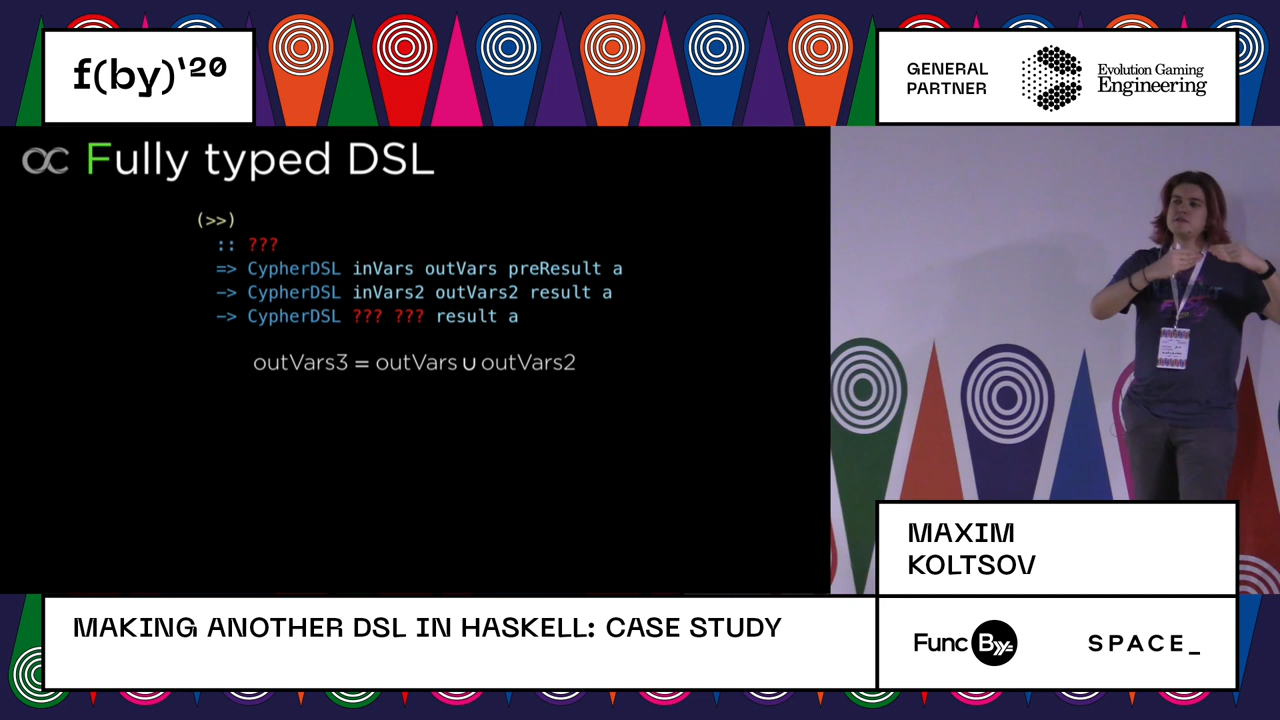 f(by)'20
GENERAL
PARTNER
Evolution Gaming
Engineering
Fully typed DSL
(>>)
:: ???
=> CypherDSL inVars outVars preResult a
-> CypherDSL inVars2 outVars2 result a
-> CypherDSL ??? ??? result a
outVars3 = outVars ∪ outVars2
MAXIM
KOLTSOV
MAKING ANOTHER DSL IN HASKELL: CASE STUDY
Func By
SPACE_